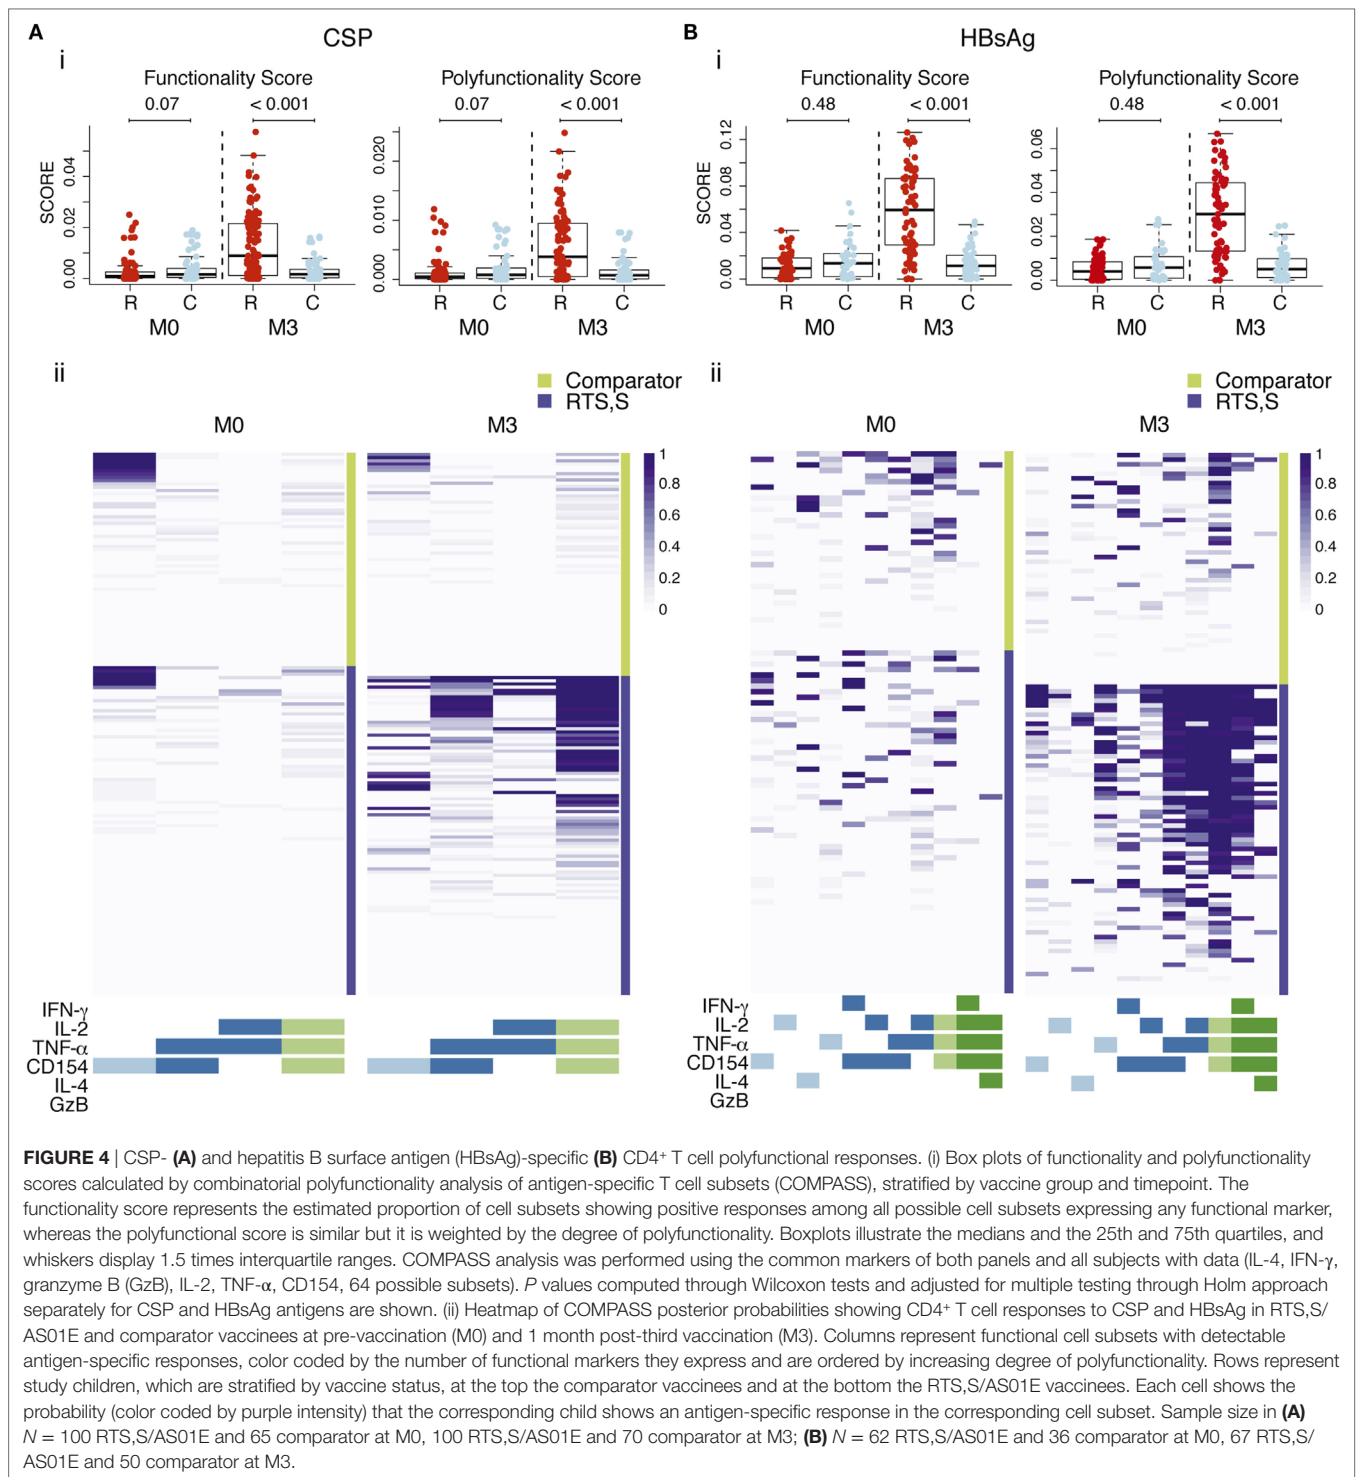 A
CSP
i
Functionality Score
Polyfunctionality Score
0.07
< 0.001
0.07
< 0.001
SCORE
0.00
0.02
0.04
0.000
0.010
0.020
R
C
R
C
M0
M3
R
C
R
C
M0
M3
B
HBsAg
i
Functionality Score
Polyfunctionality Score
0.48
< 0.001
0.48
< 0.001
SCORE
0.00
0.04
0.08
0.12
0.00
0.02
0.04
0.06
R
C
R
C
M0
M3
R
C
R
C
M0
M3
ii
Comparator
RTS,S
M0
M3
1
0.8
0.6
0.4
0.2
0
IFN-γ
IL-2
TNF-α
CD154
IL-4
GzB
ii
Comparator
RTS,S
M0
M3
1
0.8
0.6
0.4
0.2
0
IFN-γ
IL-2
TNF-α
CD154
IL-4
GzB
FIGURE 4 | CSP- (A) and hepatitis B surface antigen (HBsAg)-specific (B) CD4⁺ T cell polyfunctional responses. (i) Box plots of functionality and polyfunctionality
scores calculated by combinatorial polyfunctionality analysis of antigen-specific T cell subsets (COMPASS), stratified by vaccine group and timepoint. The
functionality score represents the estimated proportion of cell subsets showing positive responses among all possible cell subsets expressing any functional marker,
whereas the polyfunctional score is similar but it is weighted by the degree of polyfunctionality. Boxplots illustrate the medians and the 25th and 75th quartiles, and
whiskers display 1.5 times interquartile ranges. COMPASS analysis was performed using the common markers of both panels and all subjects with data (IL-4, IFN-γ,
granzyme B (GzB), IL-2, TNF-α, CD154, 64 possible subsets). P values computed through Wilcoxon tests and adjusted for multiple testing through Holm approach
separately for CSP and HBsAg antigens are shown. (ii) Heatmap of COMPASS posterior probabilities showing CD4⁺ T cell responses to CSP and HBsAg in RTS,S/
AS01E and comparator vaccinees at pre-vaccination (M0) and 1 month post-third vaccination (M3). Columns represent functional cell subsets with detectable
antigen-specific responses, color coded by the number of functional markers they express and are ordered by increasing degree of polyfunctionality. Rows represent
study children, which are stratified by vaccine status, at the top the comparator vaccinees and at the bottom the RTS,S/AS01E vaccinees. Each cell shows the
probability (color coded by purple intensity) that the corresponding child shows an antigen-specific response in the corresponding cell subset. Sample size in (A)
N = 100 RTS,S/AS01E and 65 comparator at M0, 100 RTS,S/AS01E and 70 comparator at M3; (B) N = 62 RTS,S/AS01E and 36 comparator at M0, 67 RTS,S/
AS01E and 50 comparator at M3.